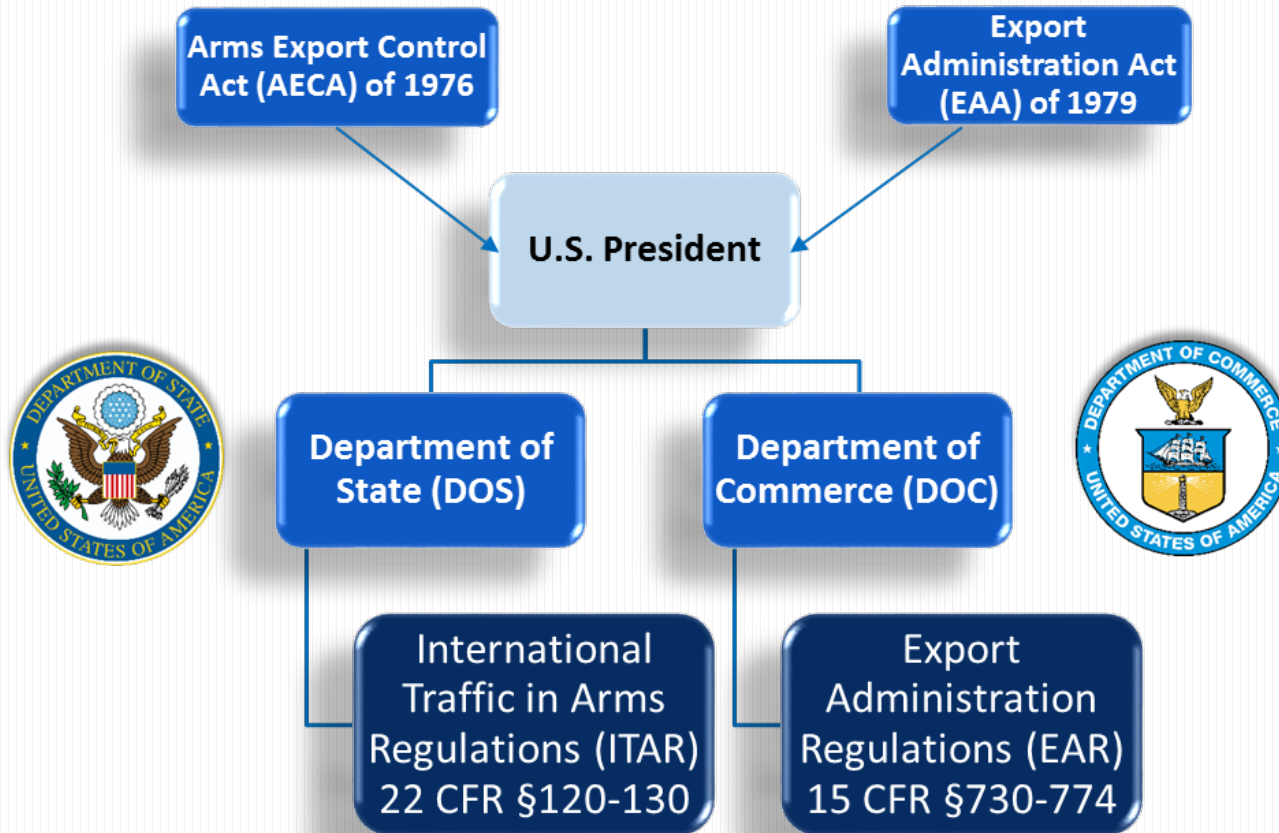 Arms Export Control
Act (AECA) of 1976
Export
Administration Act
(EAA) of 1979
U.S. President
DEPARTMENT OF STATE
UNITED STATES OF AMERICA
Department of
State (DOS)
Department of
Commerce (DOC)
DEPARTMENT OF COMMERCE
UNITED STATES OF AMERICA
International
Traffic in Arms
Regulations (ITAR)
22 CFR §120-130
Export
Administration
Regulations (EAR)
15 CFR §730-774